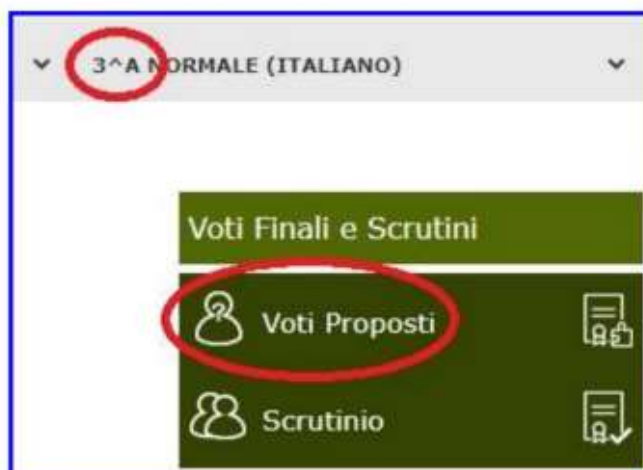 3^A NORMALE (ITALIANO)
Voti Finali e Scrutini
Voti Proposti
Scrutinio